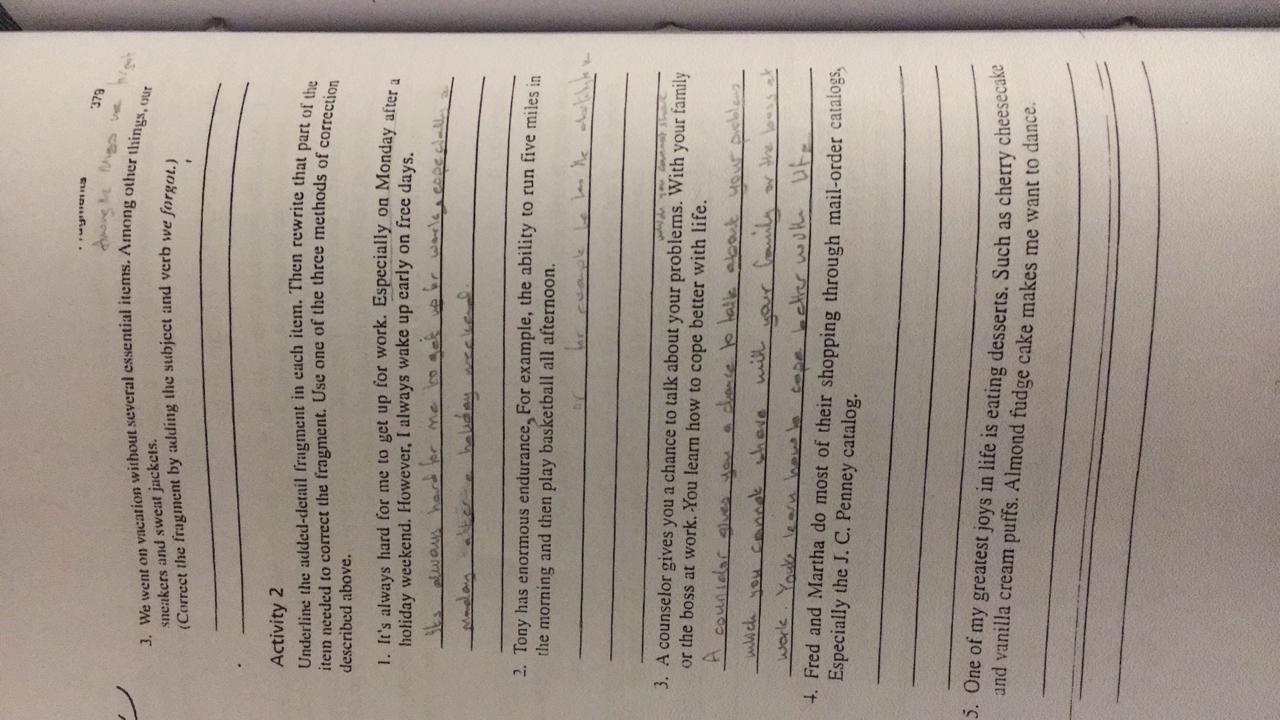 379
Among the things we forgot
3. We went on vacation without several essential items. Among other things, our
sneakers and sweat jackets.
(Correct the fragment by adding the subject and verb we forgot.)
Activity 2
Underline the added-detail fragment in each item. Then rewrite that part of the
item needed to correct the fragment. Use one of the three methods of correction
described above.
1. It's always hard for me to get up for work. Especially on Monday after a
holiday weekend. However, I always wake up early on free days.
Its always hard for me to get up for work, especially
Monday after a holiday weekend.
2. Tony has enormous endurance, For example, the ability to run five miles in
the morning and then play basketball all afternoon.
or for example he has the
which you cannot share
3. A counselor gives you a chance to talk about your problems. With your family
or the boss at work. You learn how to cope better with life.
A counselor gives you a chance to talk about your problems
which you cannot share with your family or the boss at
work. You learn how to cope better with life
4. Fred and Martha do most of their shopping through mail-order catalogs,
Especially the J. C. Penney catalog.
5. One of my greatest joys in life is eating desserts. Such as cherry cheesecake
and vanilla cream puffs. Almond fudge cake makes me want to dance.